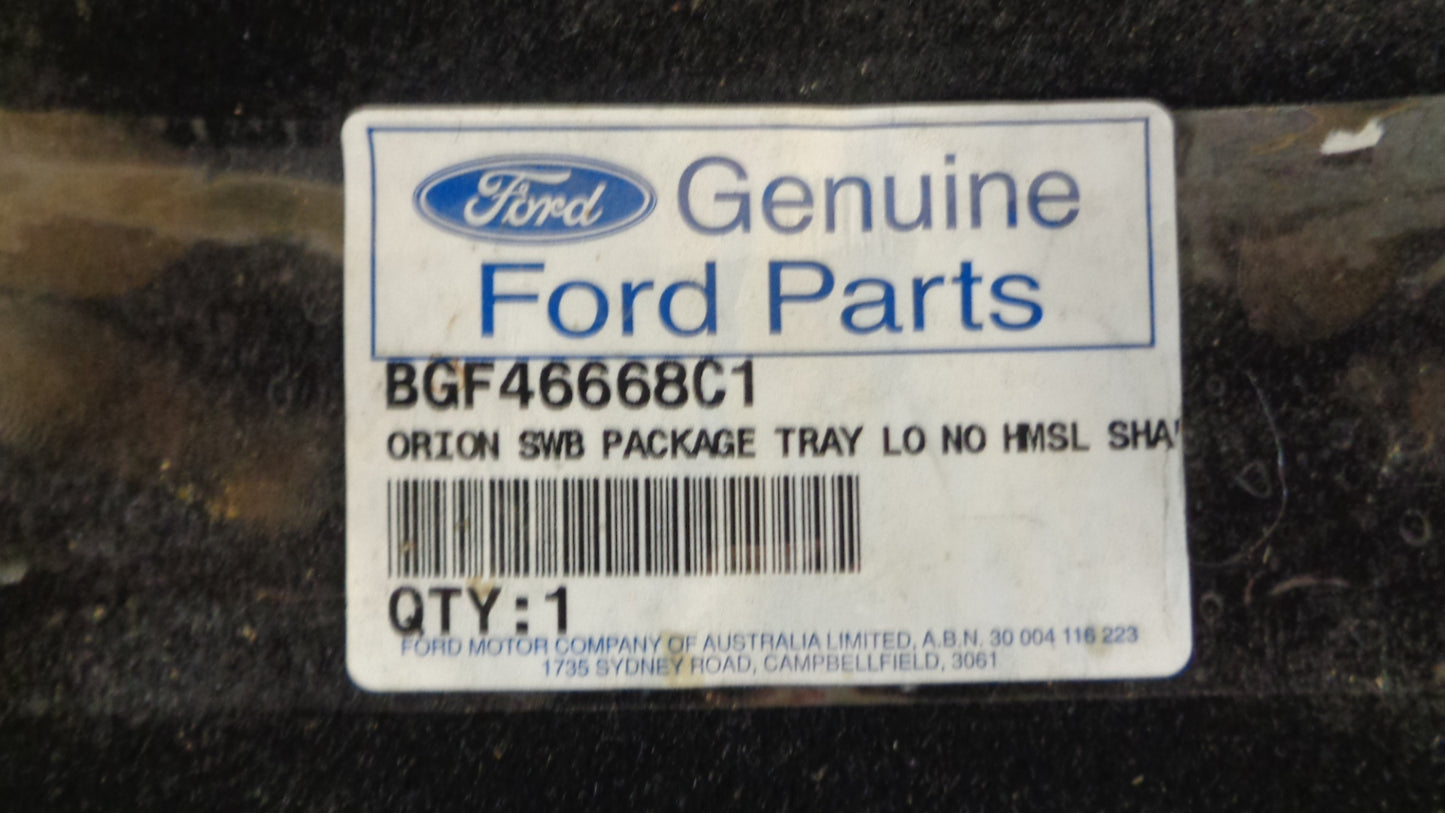 Ford Genuine
Ford Parts
BGF46668C1
ORION SWB PACKAGE TRAY LO NO HMSL
QTY:1
FORD MOTOR COMPANY OF AUSTRALIA LIMITED, A.B.N. 30 004 116 223
1735 SYDNEY ROAD, CAMPBELLFIELD, 3061